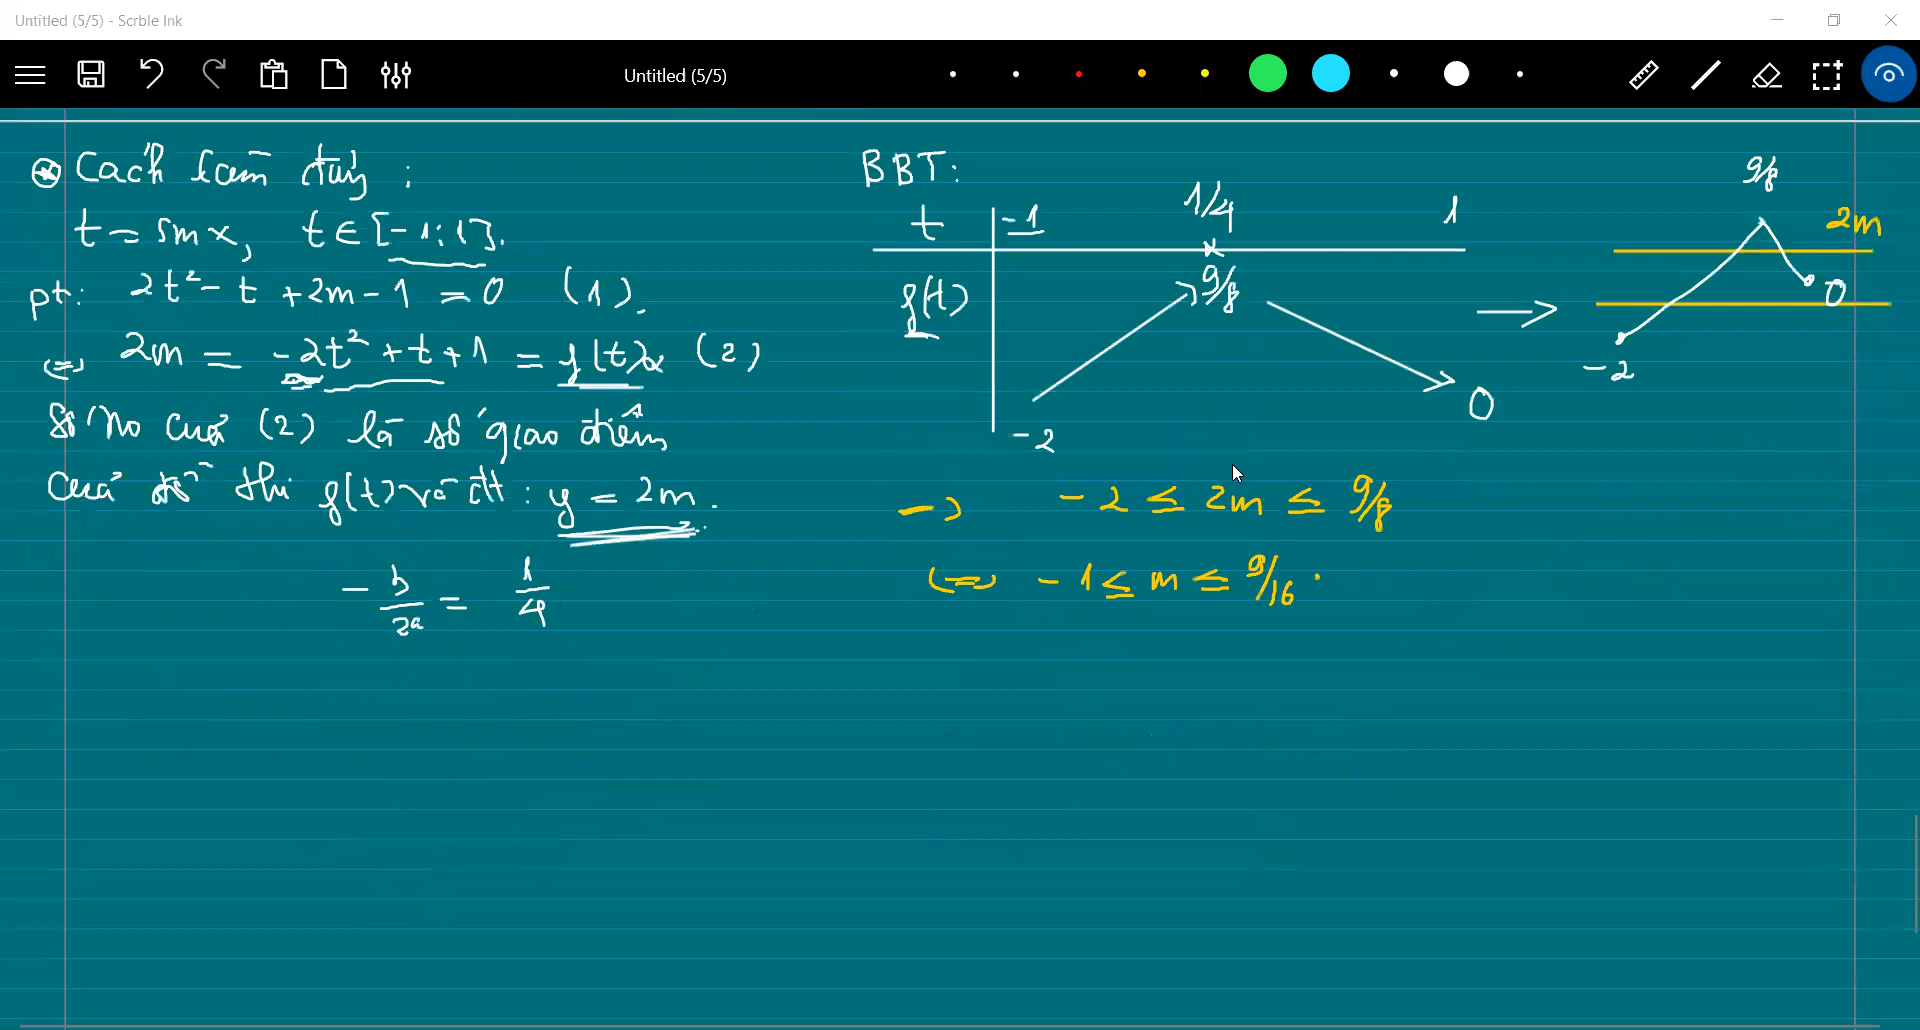 Untitled (5/5) - Scrble Ink
Untitled (5/5)
⊛ Cách làm đúng :
t = sin x, t ∈ [-1; 1].
pt: 2t² - t + 2m - 1 = 0 (1).
⇔ 2m = -2t² + t + 1 = f(t) (2)
Số no của (2) là số giao điểm
của đồ thị f(t) và đt : y = 2m.
- b/2a = 1/4
BBT:
t -1 1/4 1
f(t) 9/8
-2 0
→ -2 ≤ 2m ≤ 9/8
⇔ -1 ≤ m ≤ 9/16.
9/8
2m
0
-2